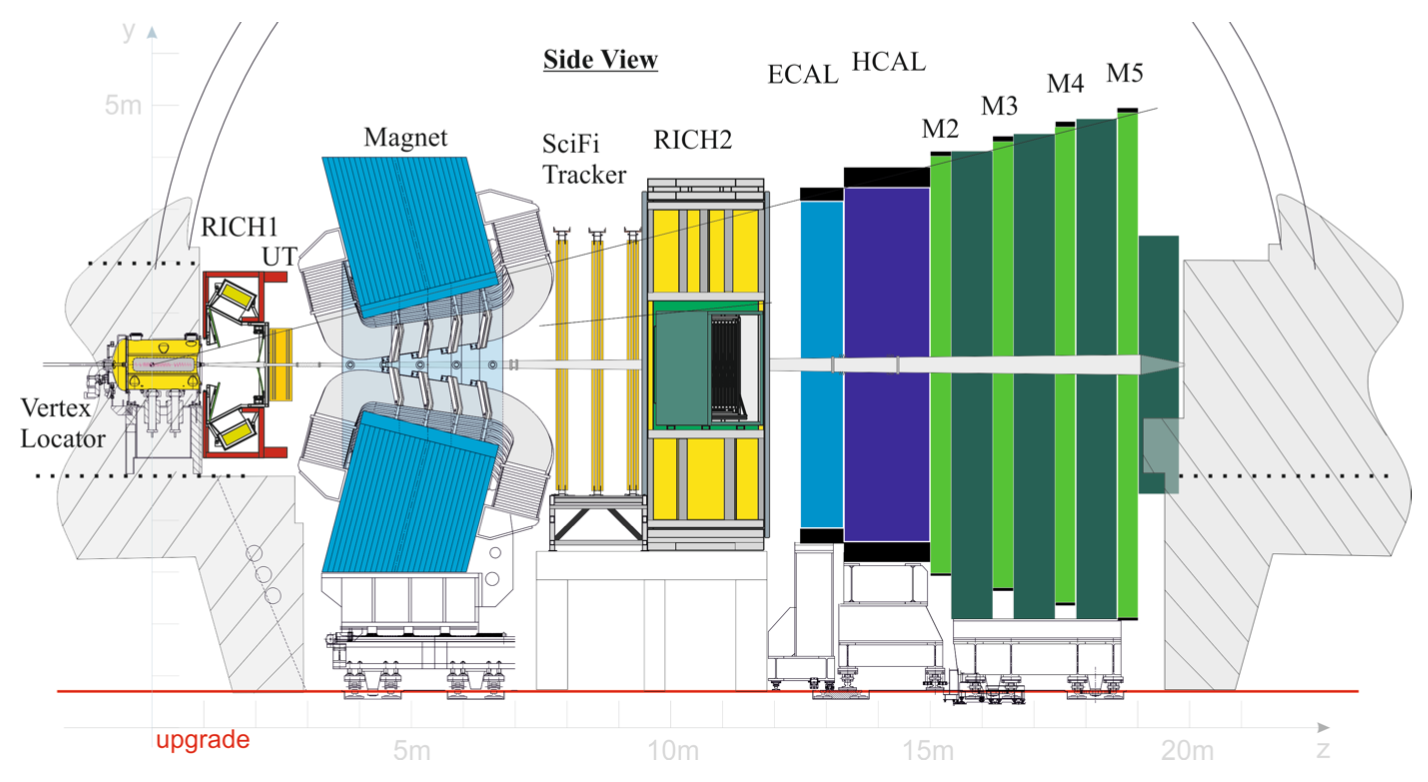 y
Side View
ECAL
HCAL
M5
M4
M3
M2
5m
Magnet
SciFi
Tracker
RICH2
RICH1
UT
Vertex
Locator
upgrade
5m
10m
15m
20m
z